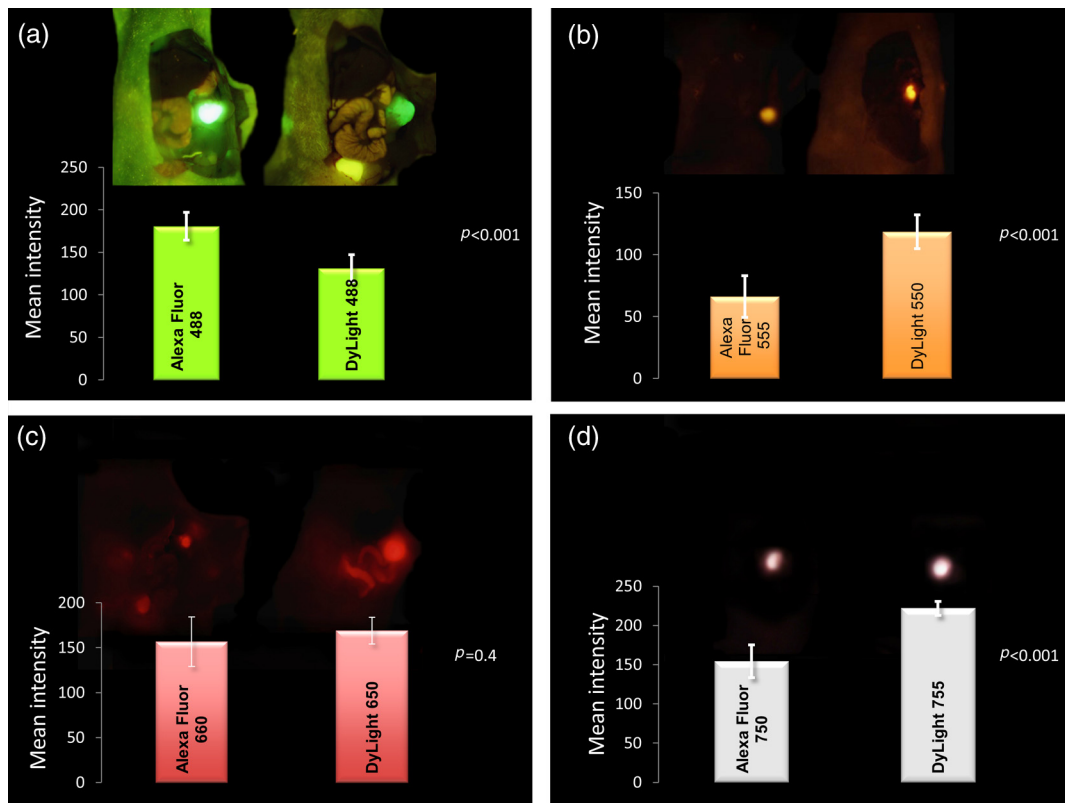 (a)
250
200
150
100
50
0
Mean intensity
Alexa Fluor
488
DyLight 488
p<0.001
(b)
150
100
50
0
Mean intensity
Alexa
Fluor
555
DyLight 550
p<0.001
(c)
200
150
100
50
0
Mean intensity
Alexa Fluor
660
DyLight 650
p=0.4
(d)
250
200
150
100
50
0
Mean intensity
Alexa Fluor
750
DyLight 755
p<0.001